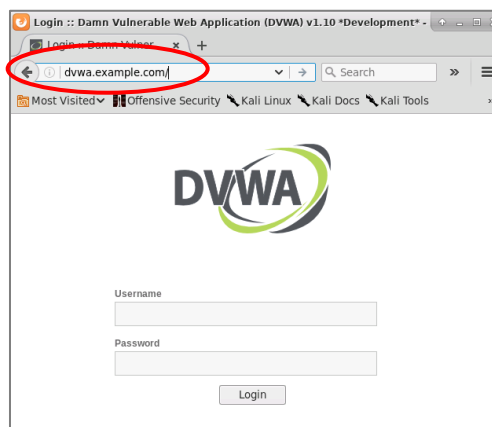 Login :: Damn Vulnerable Web Application (DVWA) v1.10 *Development* -
Login :: Damn Vulner... × +
dvwa.example.com/ Search »
Most Visited Offensive Security Kali Linux Kali Docs Kali Tools »
DVWA
Username
Password
Login